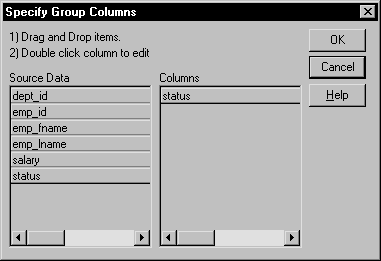 Specify Group Columns
1) Drag and Drop items.
2) Double click column to edit
OK
Cancel
Help
Source Data
dept_id
emp_id
emp_fname
emp_lname
salary
status
Columns
status